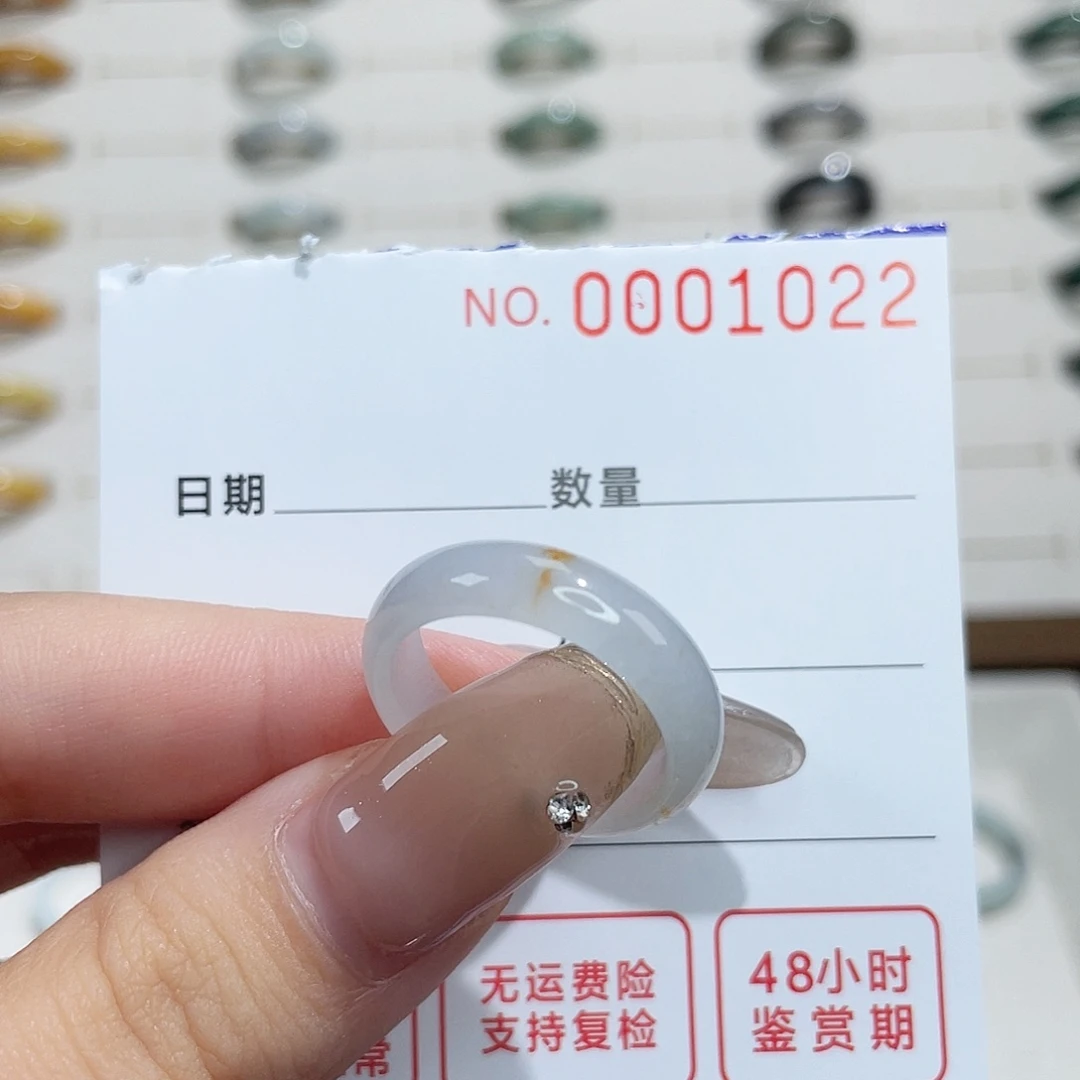 NO. 0001022
日期 数量
无运费险
支持复检
48小时
鉴赏期
常